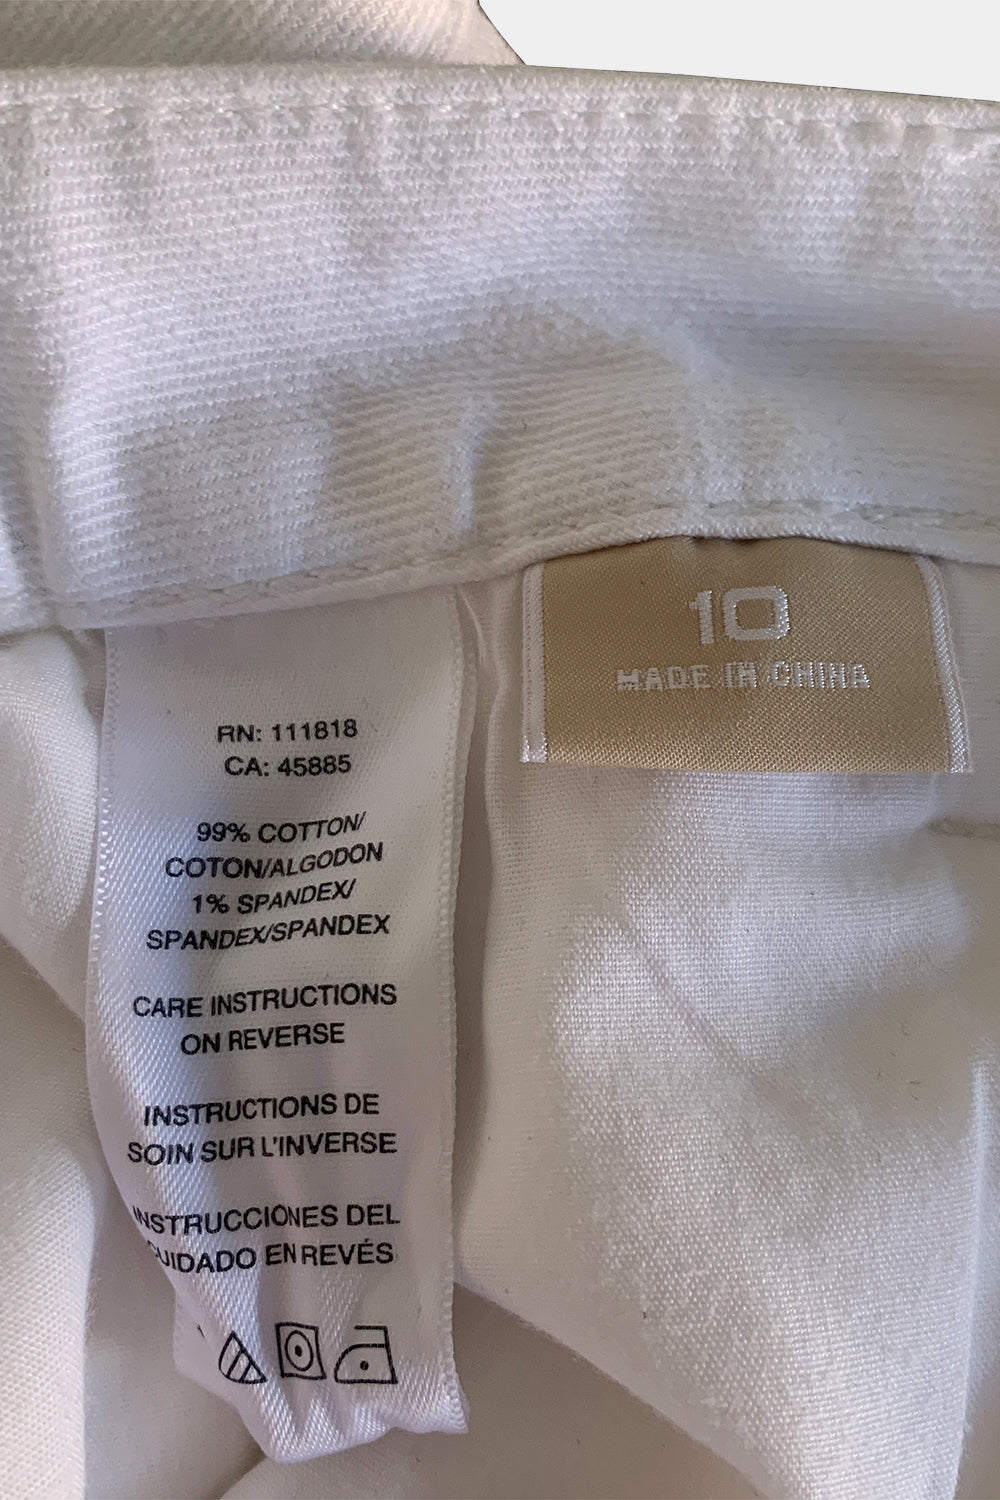 10
MADE IN CHINA
RN: 111818
CA: 45885
99% COTTON/
COTON/ALGODON
1% SPANDEX/
SPANDEX/SPANDEX
CARE INSTRUCTIONS
ON REVERSE
INSTRUCTIONS DE
SOIN SUR L'INVERSE
INSTRUCCIONES DEL
CUIDADO EN REVÉS